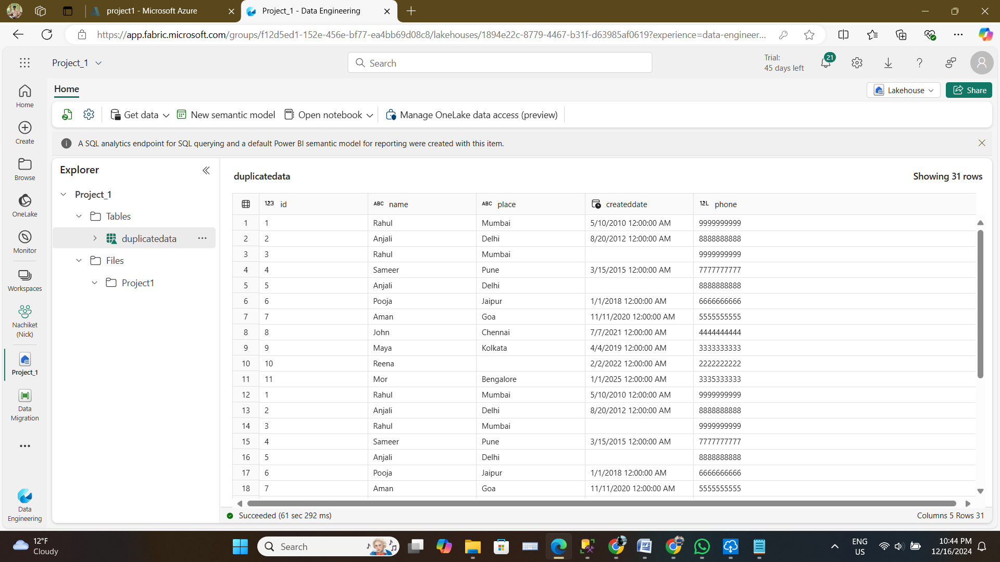 project1 - Microsoft Azure
Project_1 - Data Engineering
https://app.fabric.microsoft.com/groups/f12d5ed1-152e-456e-bf77-ea4bb69d08c8/lakehouses/1894e22c-8779-4467-b31f-d63985af0619?experience=data-engineer...
Project_1
Search
Trial:
45 days left
21
Home
Lakehouse
Share
Get data
New semantic model
Open notebook
Manage OneLake data access (preview)
A SQL analytics endpoint for SQL querying and a default Power BI semantic model for reporting were created with this item.
Home
Create
Browse
OneLake
Monitor
Workspaces
Nachiket
(Nick)
Project_1
Data
Migration
Data
Engineering
Explorer
Project_1
Tables
duplicatedata
Files
Project1
duplicatedata
Showing 31 rows
123 id ABC name ABC place createddate 12L phone
1 1 Rahul Mumbai 5/10/2010 12:00:00 AM 9999999999
2 2 Anjali Delhi 8/20/2012 12:00:00 AM 8888888888
3 3 Rahul Mumbai 9999999999
4 4 Sameer Pune 3/15/2015 12:00:00 AM 7777777777
5 5 Anjali Delhi 8888888888
6 6 Pooja Jaipur 1/1/2018 12:00:00 AM 6666666666
7 7 Aman Goa 11/11/2020 12:00:00 AM 5555555555
8 8 John Chennai 7/7/2021 12:00:00 AM 4444444444
9 9 Maya Kolkata 4/4/2019 12:00:00 AM 3333333333
10 10 Reena 2/2/2022 12:00:00 AM 2222222222
11 11 Mor Bengalore 1/1/2025 12:00:00 AM 3335333333
12 1 Rahul Mumbai 5/10/2010 12:00:00 AM 9999999999
13 2 Anjali Delhi 8/20/2012 12:00:00 AM 8888888888
14 3 Rahul Mumbai 9999999999
15 4 Sameer Pune 3/15/2015 12:00:00 AM 7777777777
16 5 Anjali Delhi 8888888888
17 6 Pooja Jaipur 1/1/2018 12:00:00 AM 6666666666
18 7 Aman Goa 11/11/2020 12:00:00 AM 5555555555
Succeeded (61 sec 292 ms)
Columns 5 Rows 31
12°F
Cloudy
Search
ENG
US
10:44 PM
12/16/2024